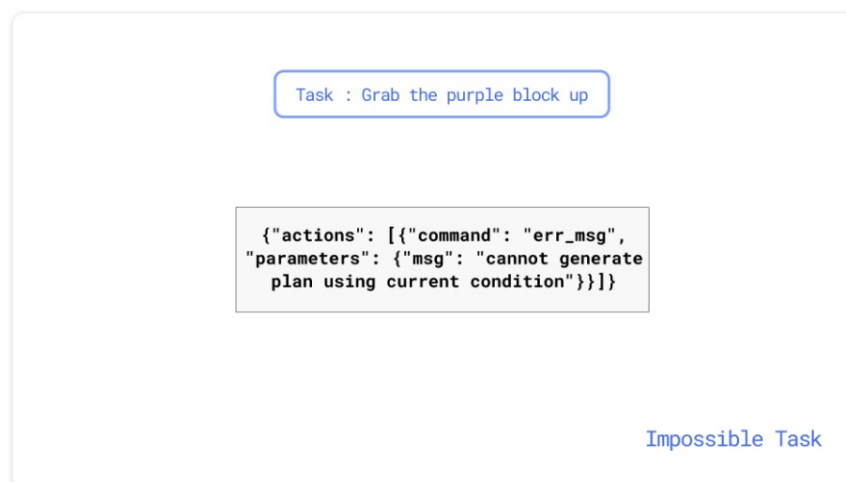 Task : Grab the purple block up
{"actions": [{"command": "err_msg",
"parameters": {"msg": "cannot generate
plan using current condition"}}]}
Impossible Task